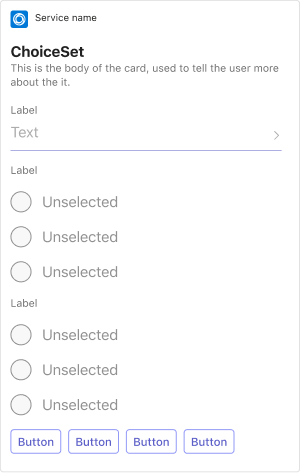 Service name
ChoiceSet
This is the body of the card, used to tell the user more
about the it.
Label
Text
Label
Unselected
Unselected
Unselected
Label
Unselected
Unselected
Unselected
Button Button Button Button